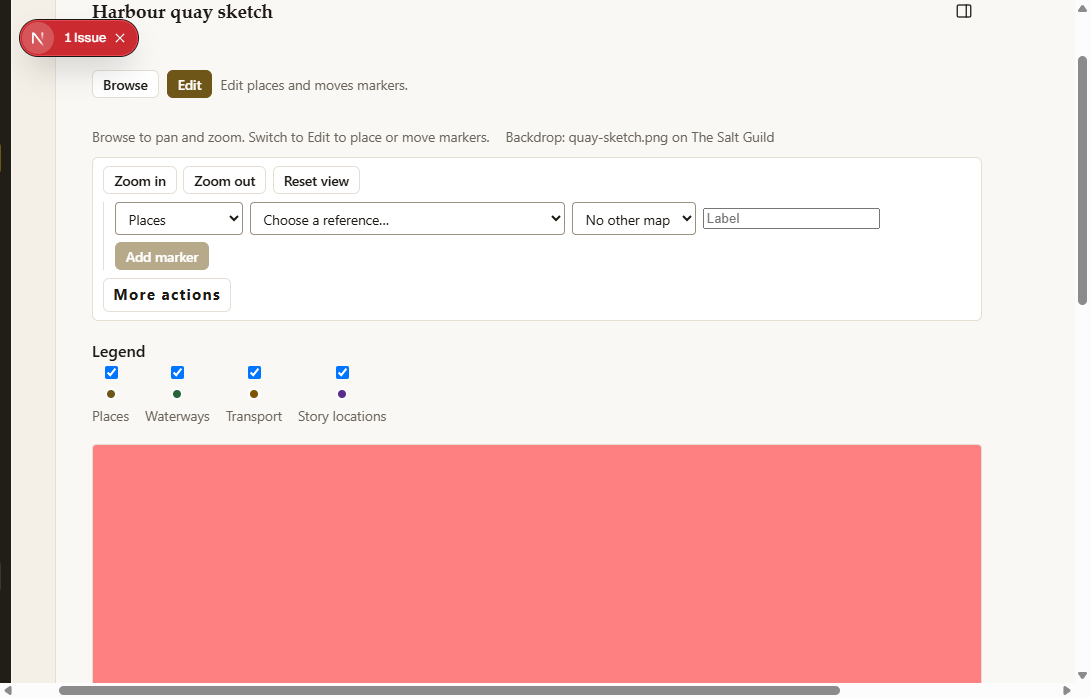 Harbour quay sketch
N 1 Issue
Browse Edit Edit places and moves markers.
Browse to pan and zoom. Switch to Edit to place or move markers. Backdrop: quay-sketch.png on The Salt Guild
Zoom in Zoom out Reset view
Places Choose a reference... No other map Label
Add marker
More actions
Legend
Places Waterways Transport Story locations